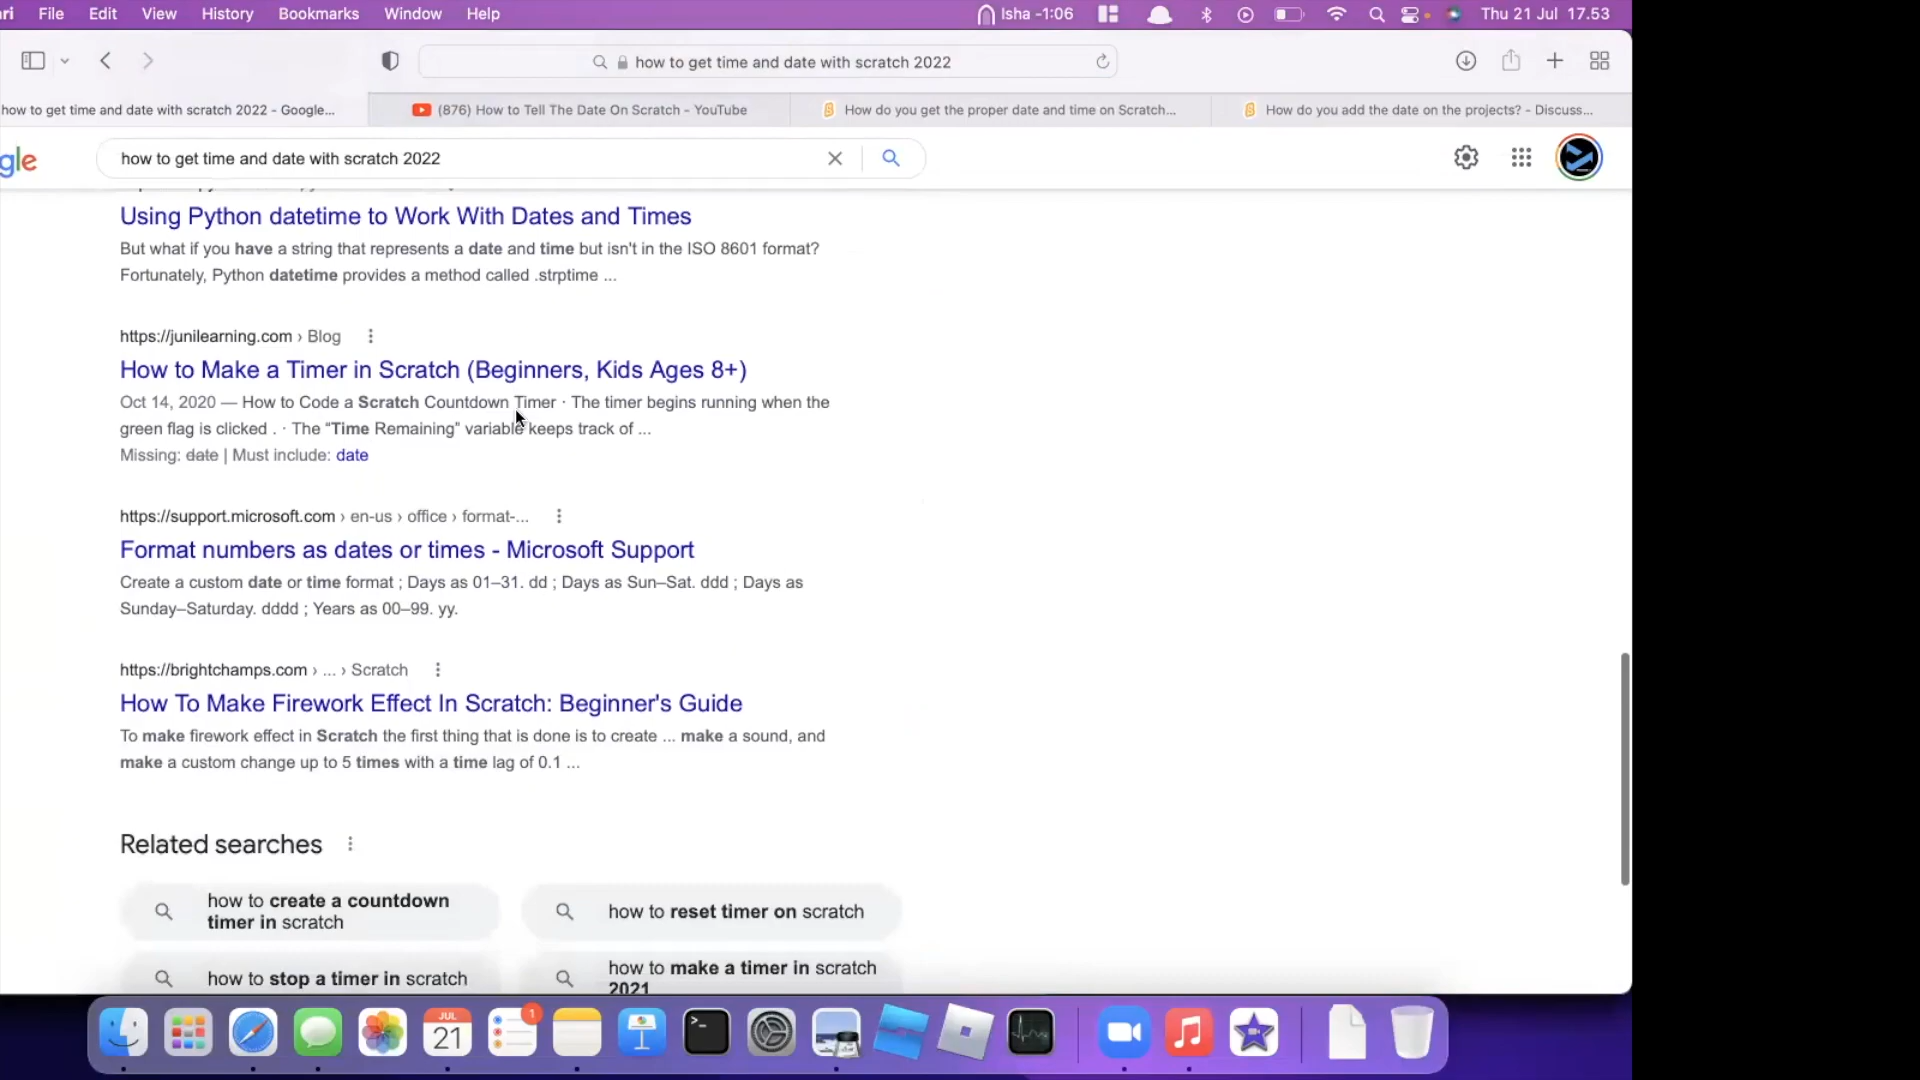 ri File Edit View History Bookmarks Window Help Isha -1:06 Thu 21 Jul 17.53
how to get time and date with scratch 2022
how to get time and date with scratch 2022 - Google... (876) How to Tell The Date On Scratch - YouTube How do you get the proper date and time on Scratch... How do you add the date on the projects? - Discuss...
gle how to get time and date with scratch 2022
Using Python datetime to Work With Dates and Times
But what if you have a string that represents a date and time but isn't in the ISO 8601 format?
Fortunately, Python datetime provides a method called .strptime ...
https://junilearning.com › Blog
How to Make a Timer in Scratch (Beginners, Kids Ages 8+)
Oct 14, 2020 — How to Code a Scratch Countdown Timer · The timer begins running when the
green flag is clicked . · The “Time Remaining” variable keeps track of ...
Missing: date | Must include: date
https://support.microsoft.com › en-us › office › format-...
Format numbers as dates or times - Microsoft Support
Create a custom date or time format ; Days as 01–31. dd ; Days as Sun–Sat. ddd ; Days as
Sunday–Saturday. dddd ; Years as 00–99. yy.
https://brightchamps.com › ... › Scratch
How To Make Firework Effect In Scratch: Beginner's Guide
To make firework effect in Scratch the first thing that is done is to create ... make a sound, and
make a custom change up to 5 times with a time lag of 0.1 ...
Related searches
how to create a countdown
timer in scratch
how to reset timer on scratch
how to stop a timer in scratch
how to make a timer in scratch
2021
JUL
21
1